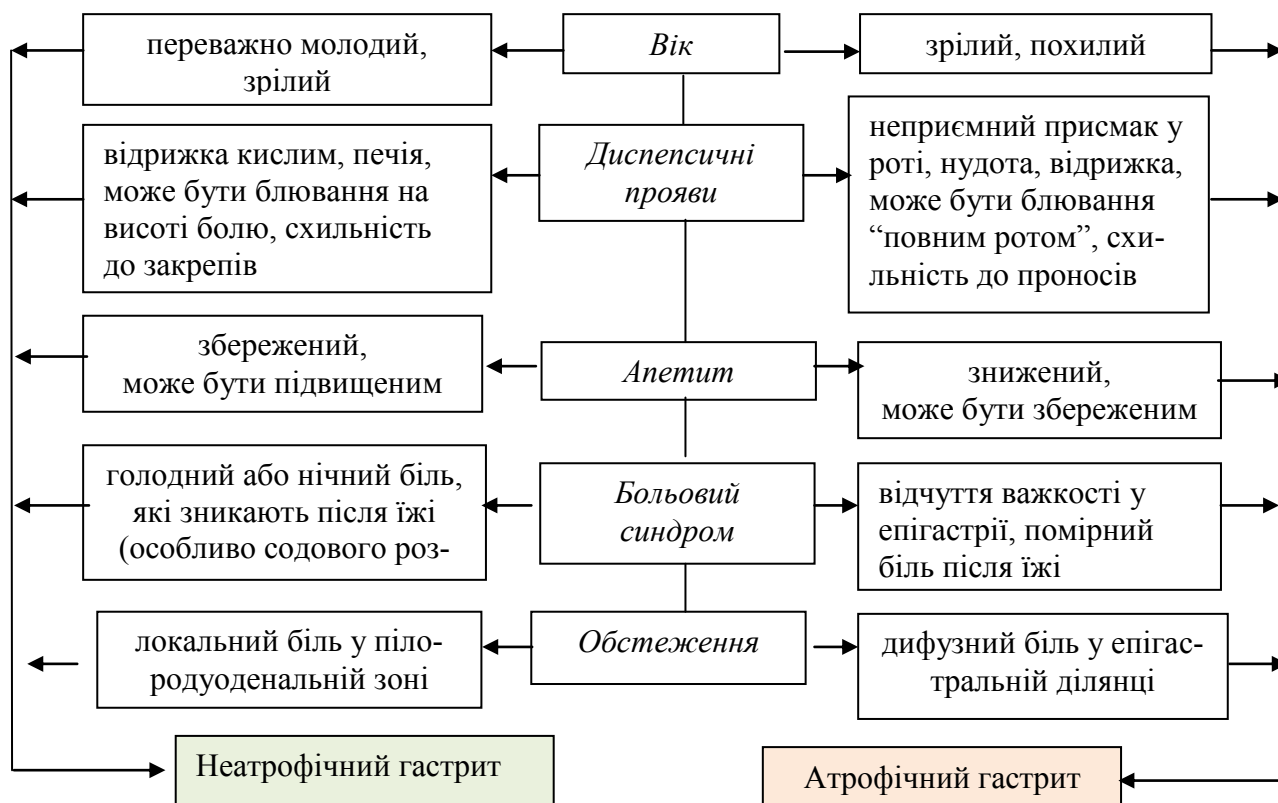 переважно молодий,
зрілий
Вік
зрілий, похилий
відрижка кислим, печія,
може бути блювання на
висоті болю, схильність
до закрепів
Диспепсичні
прояви
неприємний присмак у
роті, нудота, відрижка,
може бути блювання
“повним ротом”, схи-
льність до проносів
збережений,
може бути підвищеним
Апетит
знижений,
може бути збереженим
голодний або нічний біль,
які зникають після їжі
(особливо содового роз-
Больовий
синдром
відчуття важкості у
епігастрії, помірний
біль після їжі
локальний біль у піло-
родуоденальній зоні
Обстеження
дифузний біль у епігас-
тральній ділянці
Неатрофічний гастрит
Атрофічний гастрит